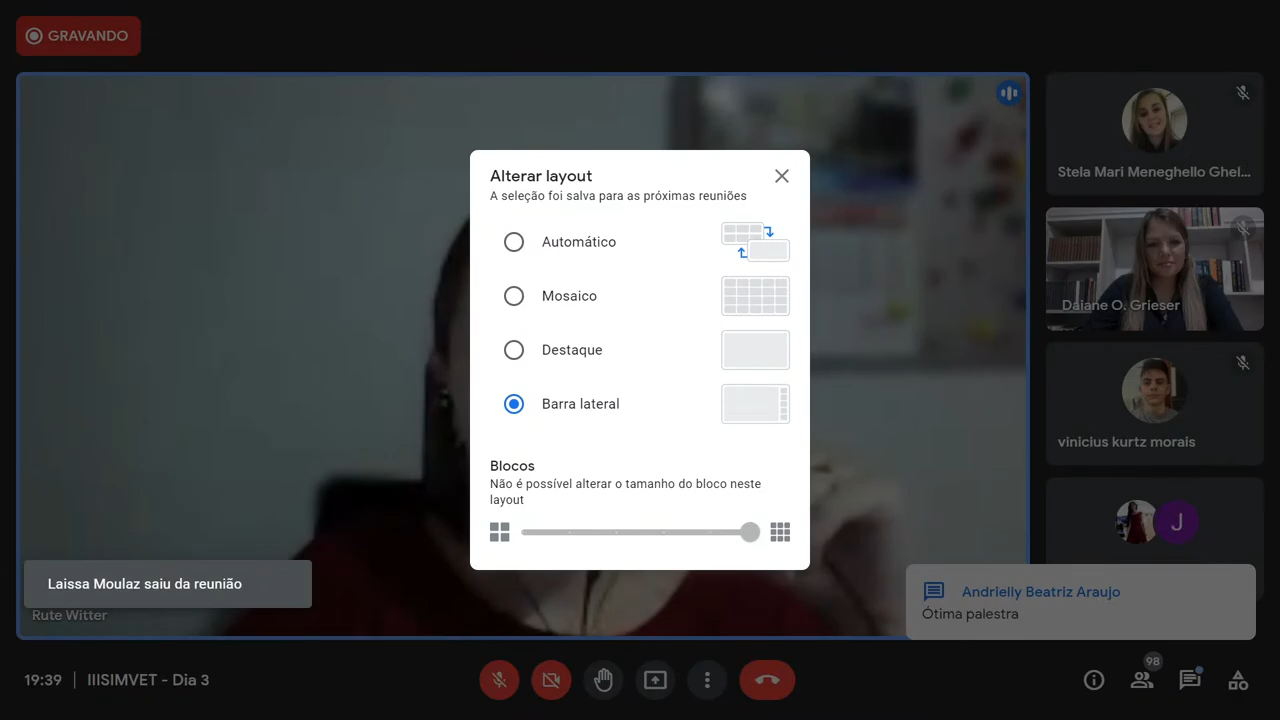 GRAVANDO
Alterar layout
A seleção foi salva para as próximas reuniões
Automático
Mosaico
Destaque
Barra lateral
Blocos
Não é possível alterar o tamanho do bloco neste
layout
Stela Mari Meneghello Ghel...
Daiane O. Grieser
vinicius kurtz morais
J
Laissa Moulaz saiu da reunião
Rute Witter
Andrielly Beatriz Araujo
Ótima palestra
19:39 | IIISIMVET - Dia 3
98